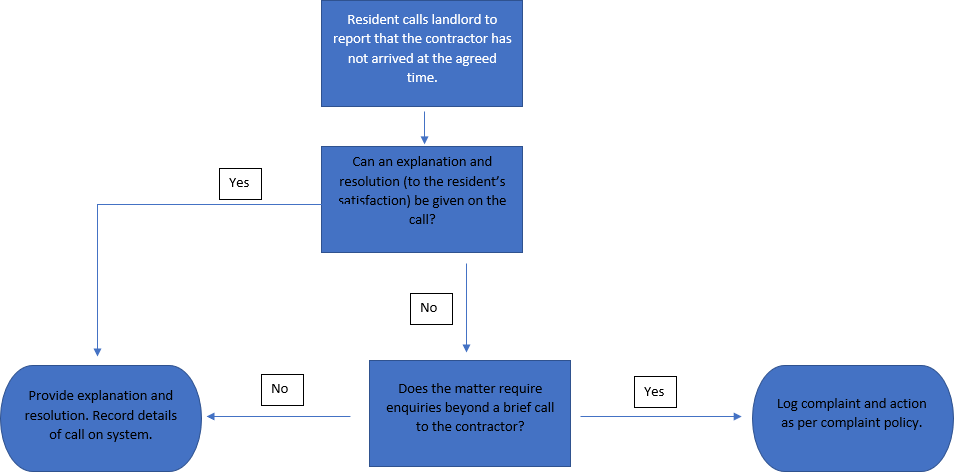 Resident calls landlord to
report that the contractor has
not arrived at the agreed
time.
Can an explanation and
resolution (to the resident's
satisfaction) be given on the
call?
Yes
No
Does the matter require
enquiries beyond a brief call
to the contractor?
No
Provide explanation and
resolution. Record details
of call on system.
Yes
Log complaint and action
as per complaint policy.